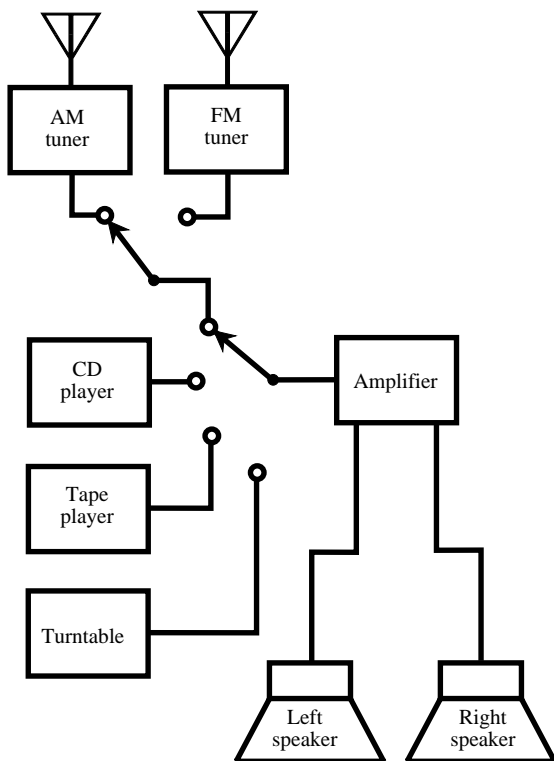 AM
tuner
FM
tuner
CD
player
Amplifier
Tape
player
Turntable
Left
speaker
Right
speaker